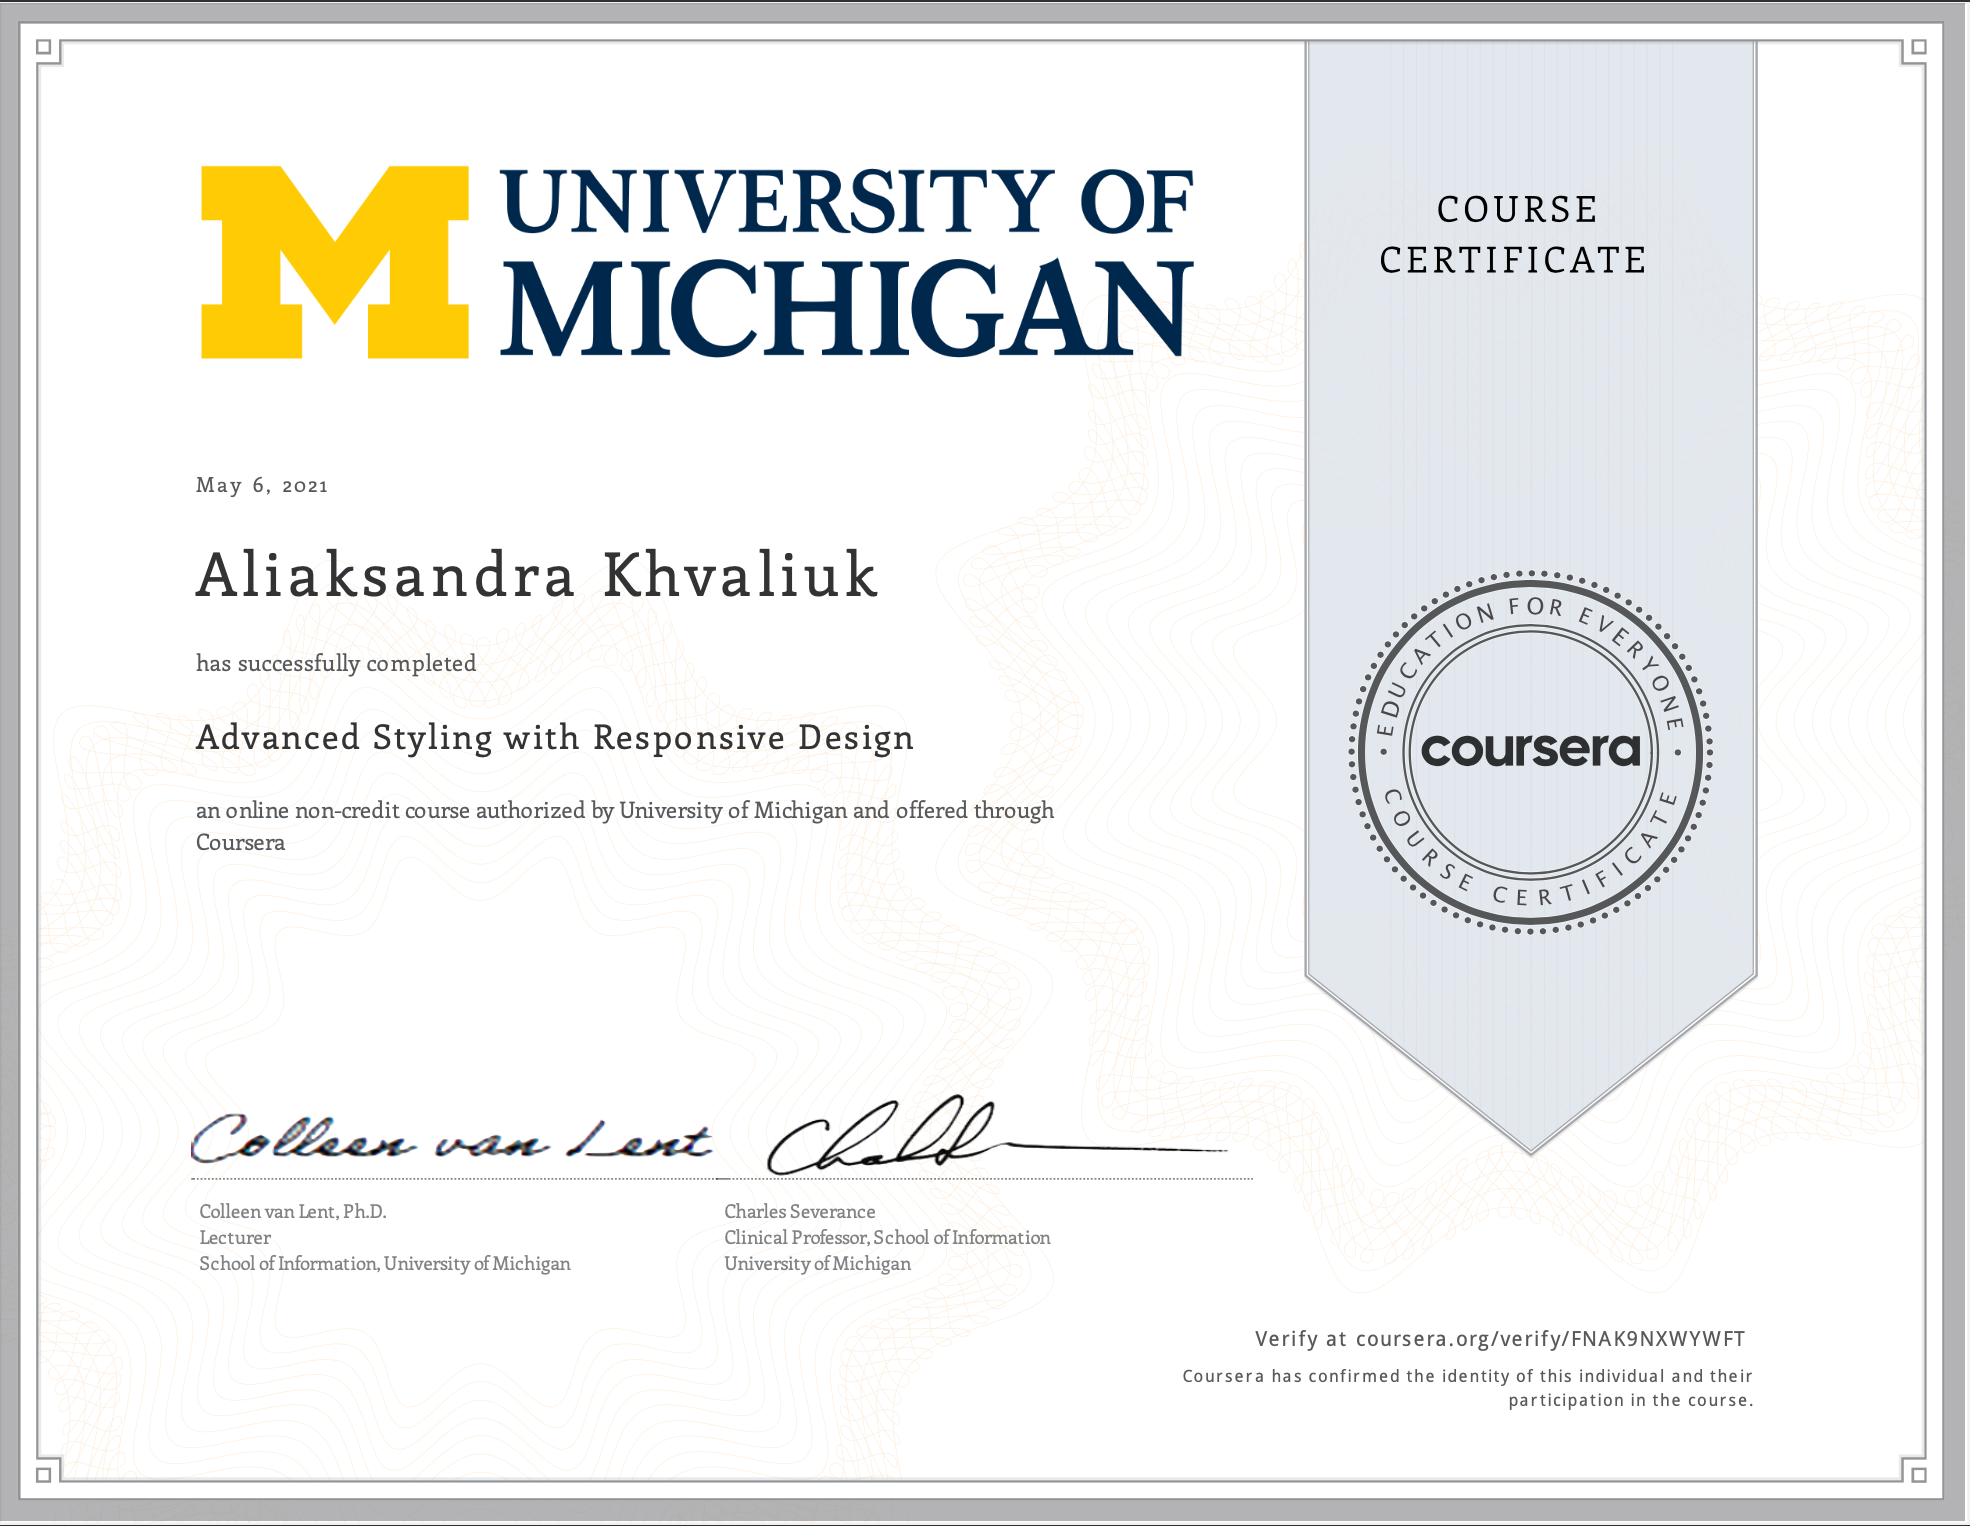 UNIVERSITY OF
MICHIGAN
COURSE
CERTIFICATE
May 6, 2021
Aliaksandra Khvaliuk
has successfully completed
Advanced Styling with Responsive Design
an online non-credit course authorized by University of Michigan and offered through
Coursera
EDUCATION FOR EVERYONE
coursera
COURSE CERTIFICATE
Colleen van Lent
Colleen van Lent, Ph.D.
Lecturer
School of Information, University of Michigan
Charles Severance
Clinical Professor, School of Information
University of Michigan
Verify at coursera.org/verify/FNAK9NXWYWFT
Coursera has confirmed the identity of this individual and their
participation in the course.